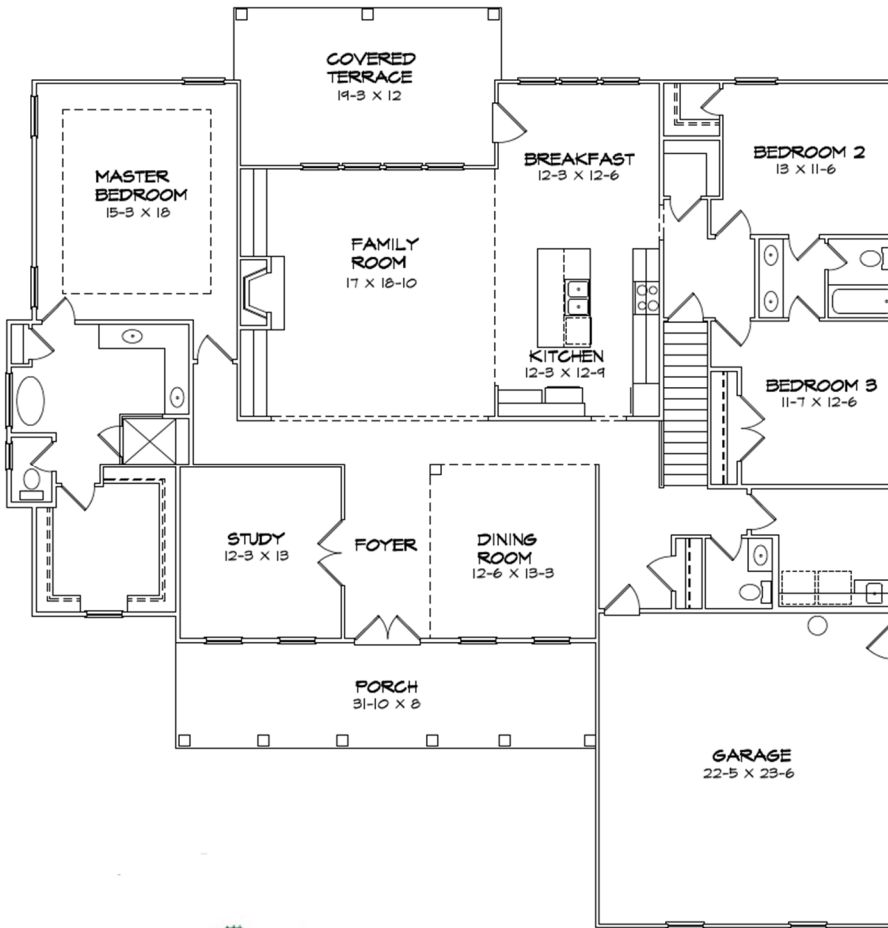 COVERED
TERRACE
19-3 X 12
MASTER
BEDROOM
15-3 X 18
FAMILY
ROOM
17 X 18-10
BREAKFAST
12-3 X 12-6
BEDROOM 2
13 X 11-6
KITCHEN
12-3 X 12-9
BEDROOM 3
11-7 X 12-6
STUDY
12-3 X 13
FOYER
DINING
ROOM
12-6 X 13-3
PORCH
31-10 X 8
GARAGE
22-5 X 23-6